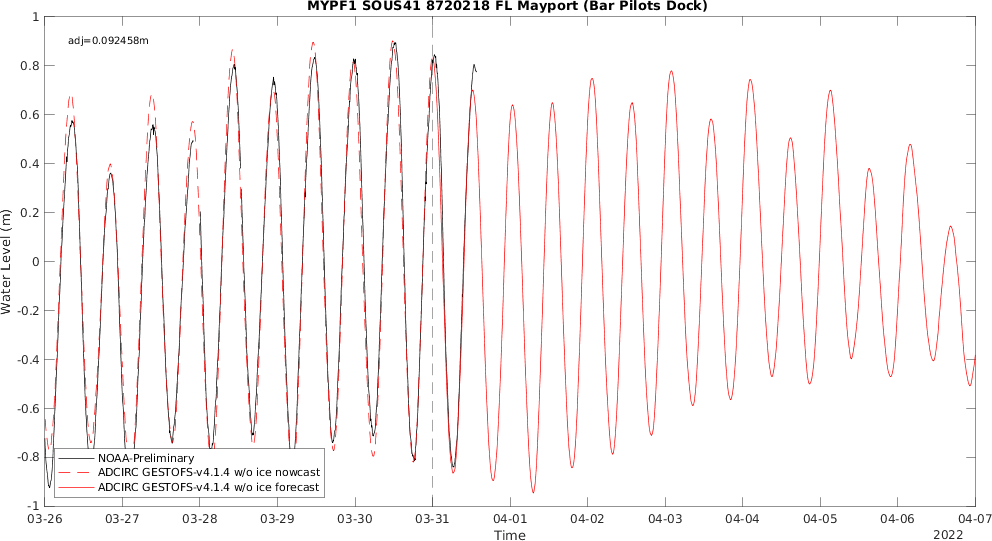 MYPF1 SOUS41 8720218 FL Mayport (Bar Pilots Dock)
adj=0.092458m
Water Level (m)
1
0.8
0.6
0.4
0.2
0
-0.2
-0.4
-0.6
-0.8
-1
NOAA-Preliminary
ADCIRC GESTOFS-v4.1.4 w/o ice nowcast
ADCIRC GESTOFS-v4.1.4 w/o ice forecast
03-26 03-27 03-28 03-29 03-30 03-31 04-01 04-02 04-03 04-04 04-05 04-06 04-07
Time
2022